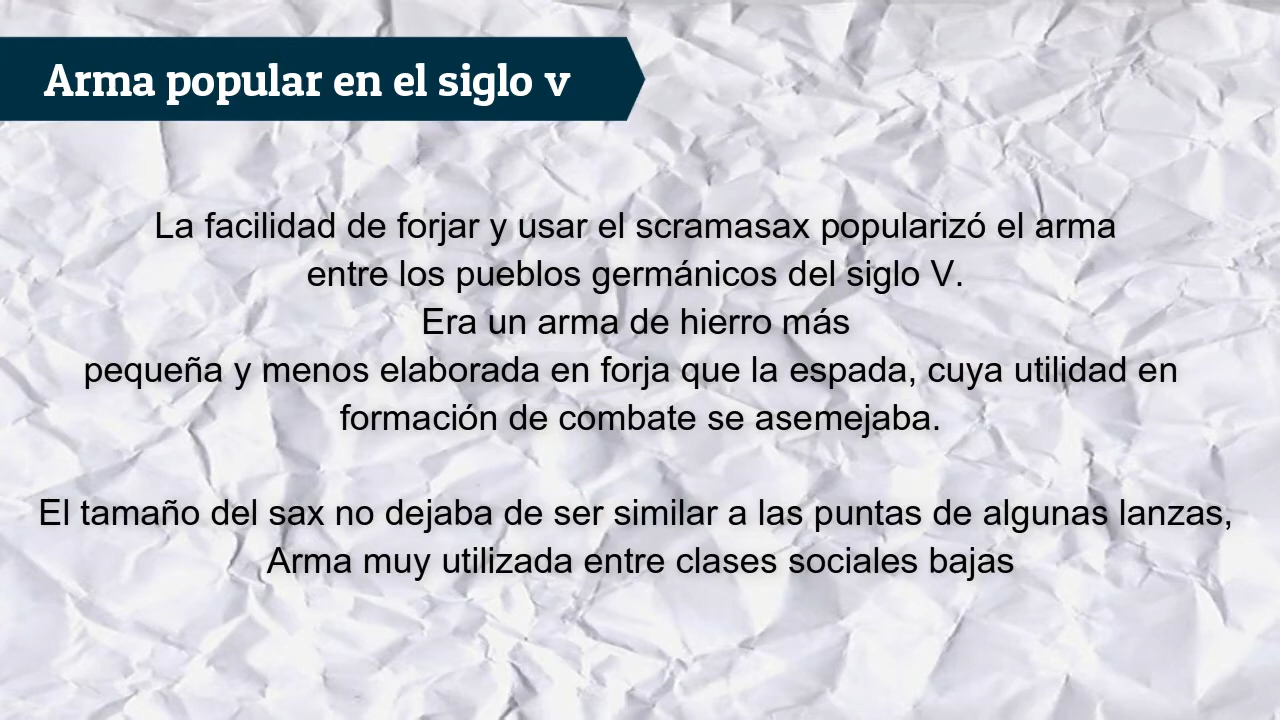 Arma popular en el siglo v
La facilidad de forjar y usar el scramasax popularizó el arma
entre los pueblos germánicos del siglo V.
Era un arma de hierro más
pequeña y menos elaborada en forja que la espada, cuya utilidad en
formación de combate se asemejaba.
El tamaño del sax no dejaba de ser similar a las puntas de algunas lanzas,
Arma muy utilizada entre clases sociales bajas